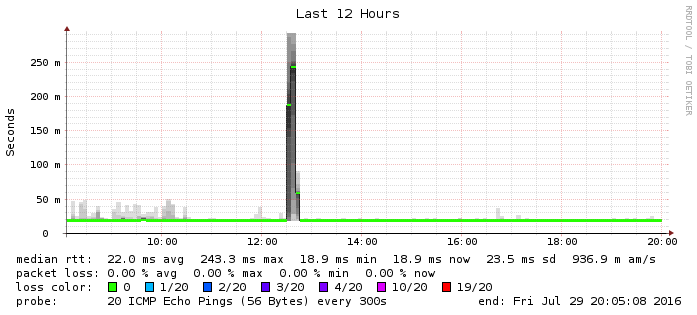 Last 12 Hours
RRDTOOL / TOBI OETIKER
Seconds
250 m
200 m
150 m
100 m
50 m
0
10:00 12:00 14:00 16:00 18:00 20:00
median rtt: 22.0 ms avg 243.3 ms max 18.9 ms min 18.9 ms now 23.5 ms sd 936.9 m am/s
packet loss: 0.00 % avg 0.00 % max 0.00 % min 0.00 % now
loss color: 0 1/20 2/20 3/20 4/20 10/20 19/20
probe: 20 ICMP Echo Pings (56 Bytes) every 300s end: Fri Jul 29 20:05:08 2016